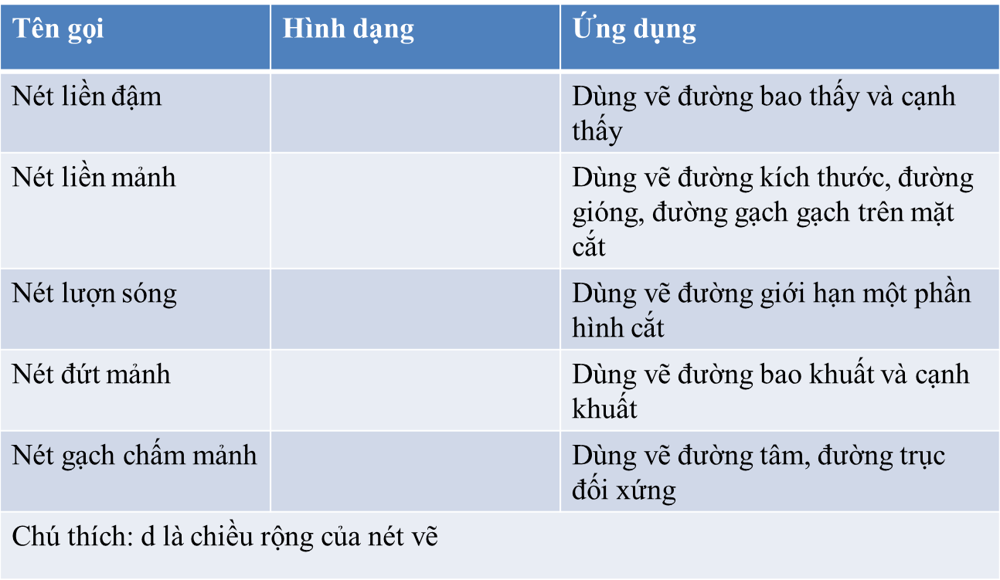 Tên gọi Hình dạng Ứng dụng
Nét liền đậm Dùng vẽ đường bao thấy và cạnh
thấy
Nét liền mảnh Dùng vẽ đường kích thước, đường
gióng, đường gạch gạch trên mặt
cắt
Nét lượn sóng Dùng vẽ đường giới hạn một phần
hình cắt
Nét đứt mảnh Dùng vẽ đường bao khuất và cạnh
khuất
Nét gạch chấm mảnh Dùng vẽ đường tâm, đường trục
đối xứng
Chú thích: d là chiều rộng của nét vẽ